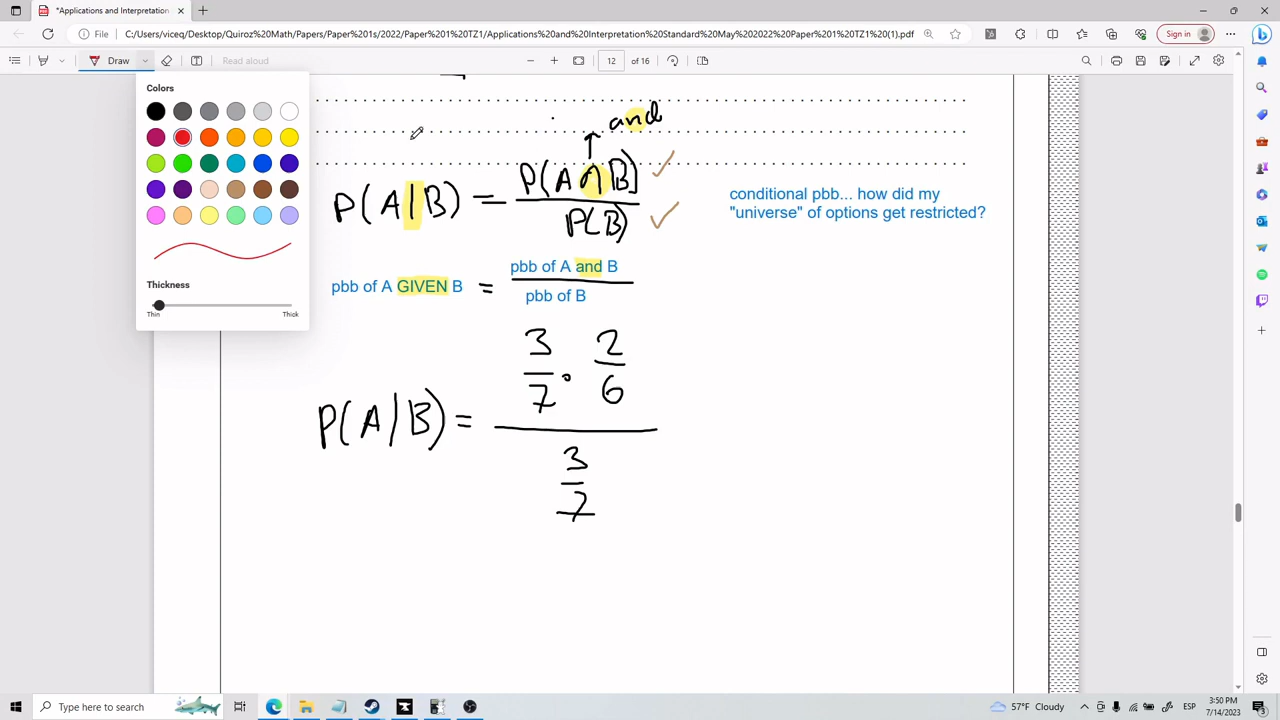 *Applications and Interpretation
File C:/Users/viceq/Desktop/Quiroz%20Math/Papers/Paper%201s/2022/Paper%201%20TZ1/Applications%20and%20Interpretation%20Standard%20May%202022%20Paper%201%20TZ1%20(1).pdf
Sign in
Draw
Read aloud
12 of 16
Colors
Thickness
Thin Thick
and
P(A|B) = P(A ∩ B) / P(B)
conditional pbb... how did my
"universe" of options get restricted?
pbb of A GIVEN B = pbb of A and B / pbb of B
P(A|B) = 3/7 · 2/6 / 3/7
Type here to search
57°F Cloudy
ESP
3:50 PM
7/14/2023